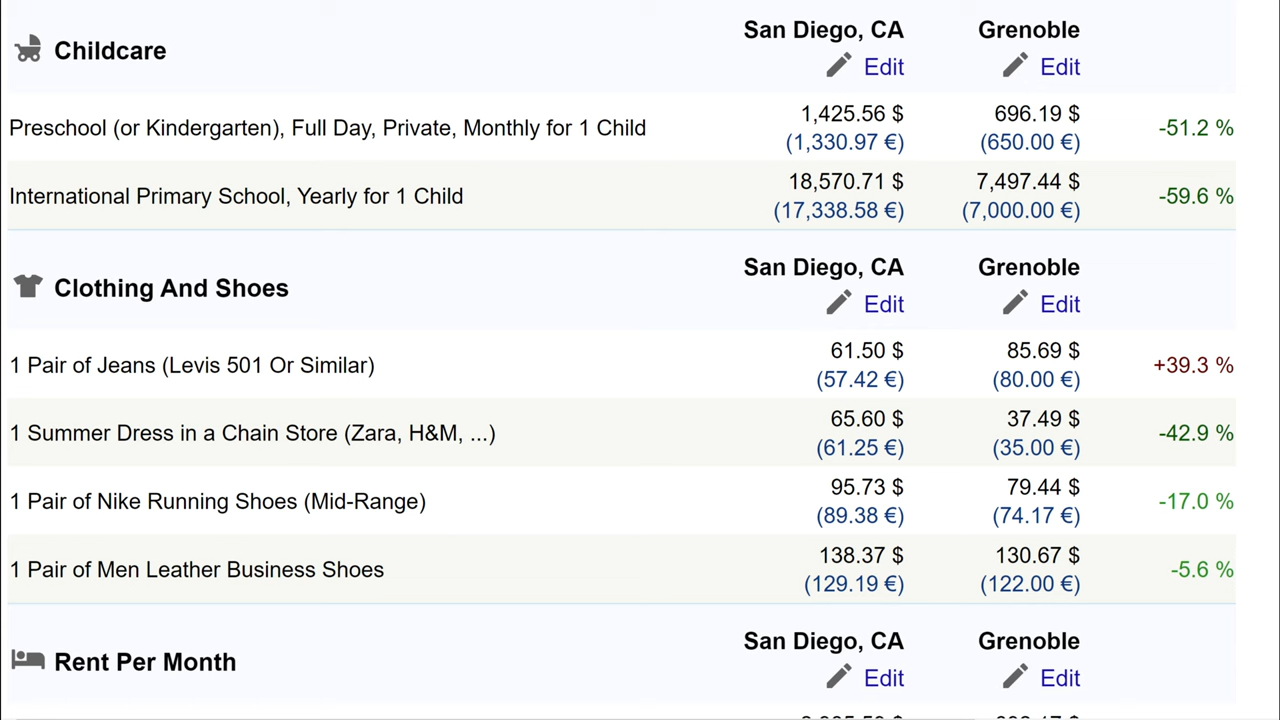 San Diego, CA Grenoble
Childcare
Edit Edit
1,425.56 $ 696.19 $
Preschool (or Kindergarten), Full Day, Private, Monthly for 1 Child -51.2 %
(1,330.97 €) (650.00 €)
18,570.71 $ 7,497.44 $
International Primary School, Yearly for 1 Child -59.6 %
(17,338.58 €) (7,000.00 €)
San Diego, CA Grenoble
Clothing And Shoes
Edit Edit
61.50 $ 85.69 $
1 Pair of Jeans (Levis 501 Or Similar) +39.3 %
(57.42 €) (80.00 €)
65.60 $ 37.49 $
1 Summer Dress in a Chain Store (Zara, H&M, ...) -42.9 %
(61.25 €) (35.00 €)
95.73 $ 79.44 $
1 Pair of Nike Running Shoes (Mid-Range) -17.0 %
(89.38 €) (74.17 €)
138.37 $ 130.67 $
1 Pair of Men Leather Business Shoes -5.6 %
(129.19 €) (122.00 €)
San Diego, CA Grenoble
Rent Per Month
Edit Edit